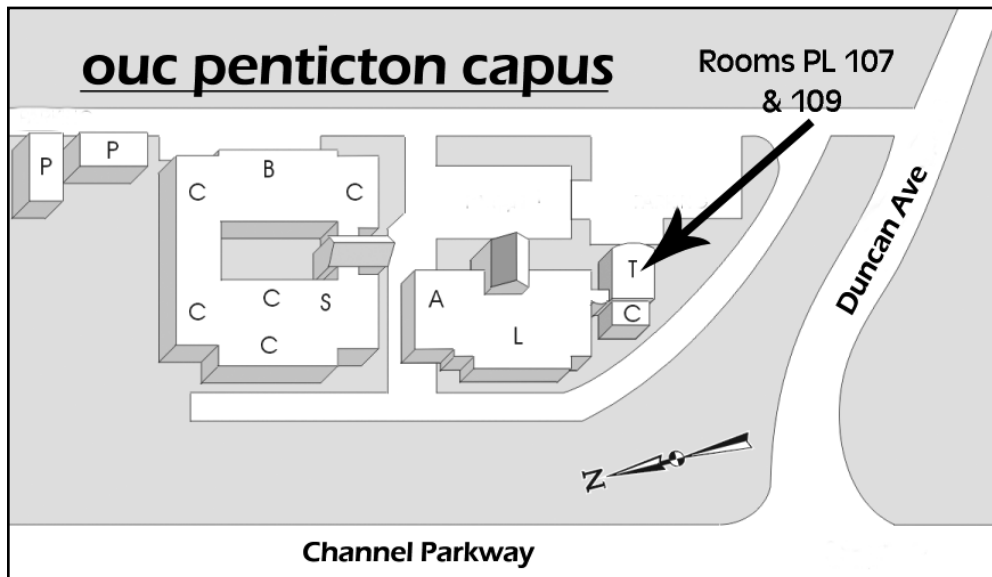 ouc penticton capus
Rooms PL 107
& 109
P
P
B
C
C
C
C
S
C
A
L
T
C
Duncan Ave
N
Channel Parkway